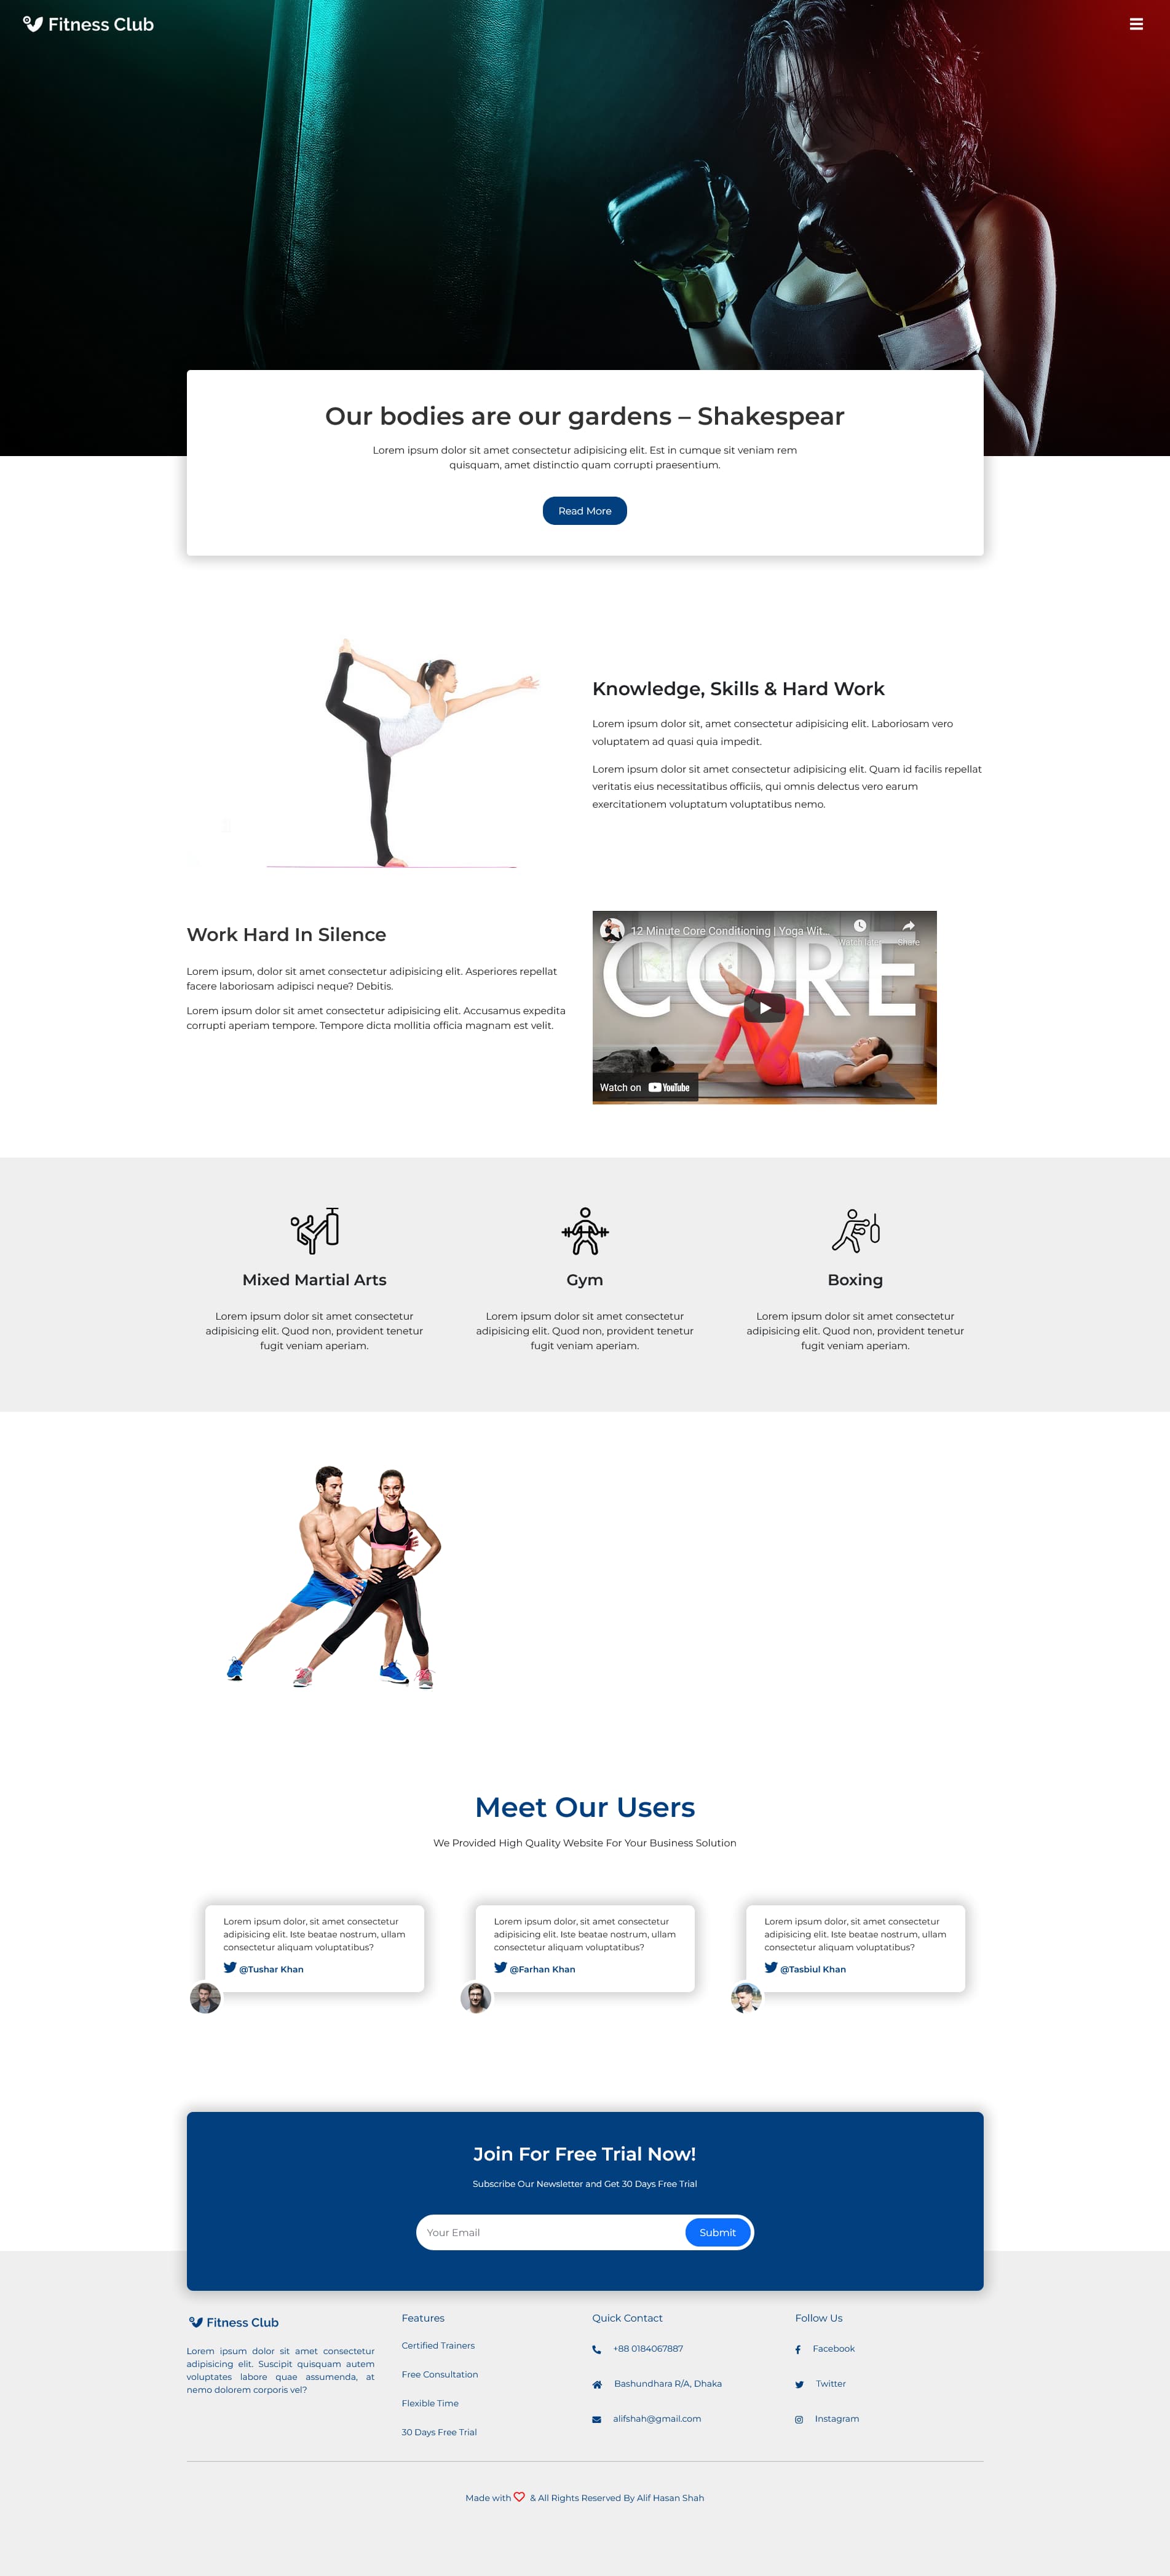 Fitness Club
Our bodies are our gardens – Shakespear
Lorem ipsum dolor sit amet consectetur adipisicing elit. Est in cumque sit veniam rem
quisquam, amet distinctio quam corrupti praesentium.
Read More
Knowledge, Skills & Hard Work
Lorem ipsum dolor sit, amet consectetur adipisicing elit. Laboriosam vero
voluptatem ad quasi quia impedit.
Lorem ipsum dolor sit amet consectetur adipisicing elit. Quam id facilis repellat
veritatis eius necessitatibus officiis, qui omnis delectus vero earum
exercitationem voluptatum voluptatibus nemo.
Work Hard In Silence
Lorem ipsum, dolor sit amet consectetur adipisicing elit. Asperiores repellat
facere laboriosam adipisci neque? Debitis.
Lorem ipsum dolor sit amet consectetur adipisicing elit. Accusamus expedita
corrupti aperiam tempore. Tempore dicta mollitia officia magnam est velit.
12 Minute Core Conditioning | Yoga Wit...
Watch later
Share
CORE
Watch on YouTube
Mixed Martial Arts
Lorem ipsum dolor sit amet consectetur
adipisicing elit. Quod non, provident tenetur
fugit veniam aperiam.
Gym
Lorem ipsum dolor sit amet consectetur
adipisicing elit. Quod non, provident tenetur
fugit veniam aperiam.
Boxing
Lorem ipsum dolor sit amet consectetur
adipisicing elit. Quod non, provident tenetur
fugit veniam aperiam.
Meet Our Users
We Provided High Quality Website For Your Business Solution
Lorem ipsum dolor, sit amet consectetur
adipisicing elit. Iste beatae nostrum, ullam
consectetur aliquam voluptatibus?
@Tushar Khan
Lorem ipsum dolor, sit amet consectetur
adipisicing elit. Iste beatae nostrum, ullam
consectetur aliquam voluptatibus?
@Farhan Khan
Lorem ipsum dolor, sit amet consectetur
adipisicing elit. Iste beatae nostrum, ullam
consectetur aliquam voluptatibus?
@Tasbiul Khan
Join For Free Trial Now!
Subscribe Our Newsletter and Get 30 Days Free Trial
Your Email
Submit
Fitness Club
Lorem ipsum dolor sit amet consectetur
adipisicing elit. Suscipit quisquam autem
voluptates labore quae assumenda, at
nemo dolorem corporis vel?
Features
Certified Trainers
Free Consultation
Flexible Time
30 Days Free Trial
Quick Contact
+88 0184067887
Bashundhara R/A, Dhaka
alifshah@gmail.com
Follow Us
Facebook
Twitter
Instagram
Made with & All Rights Reserved By Alif Hasan Shah